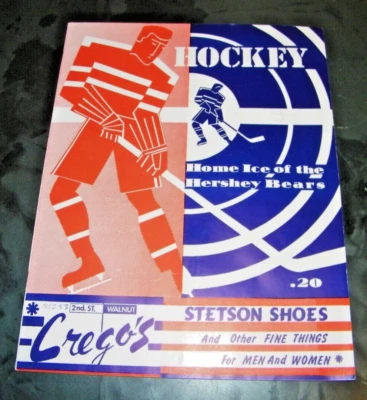 HOCKEY
Home Ice of the
Hershey Bears
.20
2nd. ST. WALNUT
Crego's
STETSON SHOES
And Other FINE THINGS
For MEN And WOMEN *